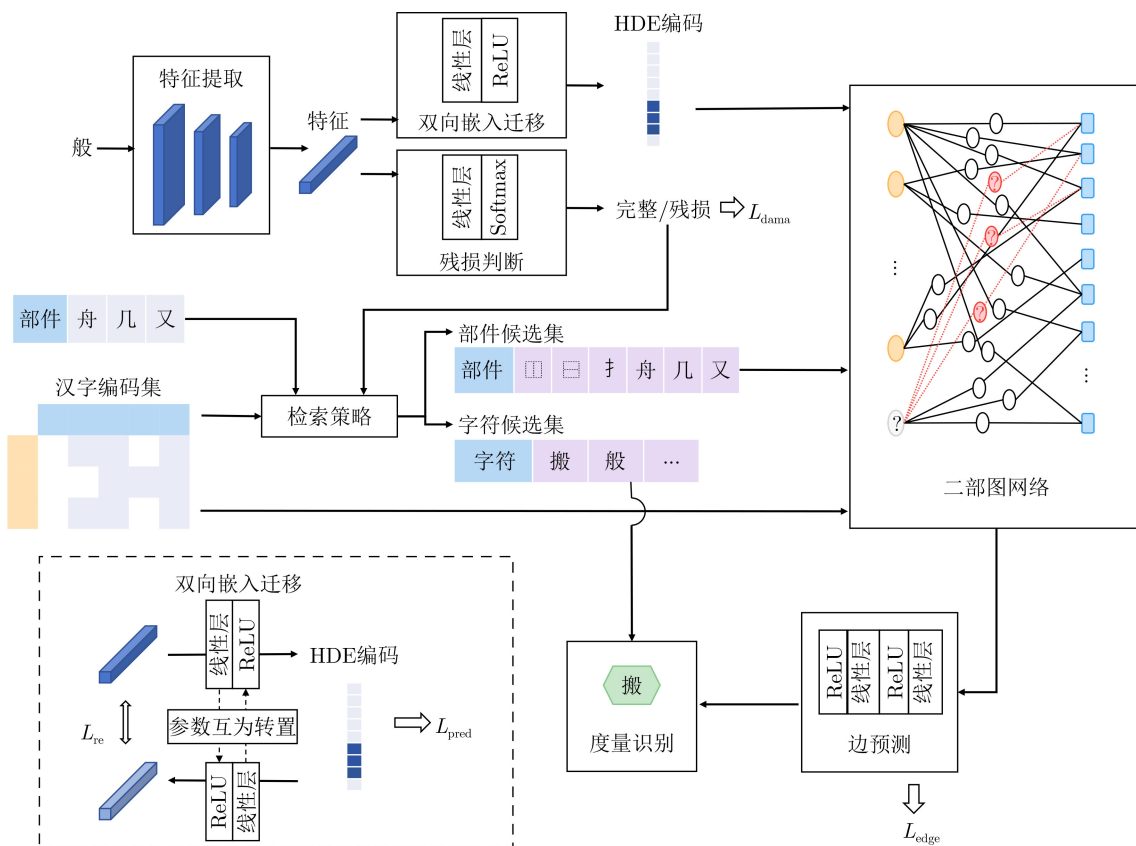 特征提取
般
特征
线性层
ReLU
双向嵌入迁移
HDE编码
线性层
Softmax
残损判断
完整/残损
L_dama
部件 舟 几 又
汉字编码集
检索策略
部件候选集
部件 ⿰ ⿱ 扌 舟 几 又
字符候选集
字符 搬 般 …
?
?
?
?
…
…
二部图网络
双向嵌入迁移
线性层
ReLU
HDE编码
L_re
参数互为转置
L_pred
ReLU
线性层
搬
度量识别
ReLU
线性层
ReLU
线性层
边预测
L_edge